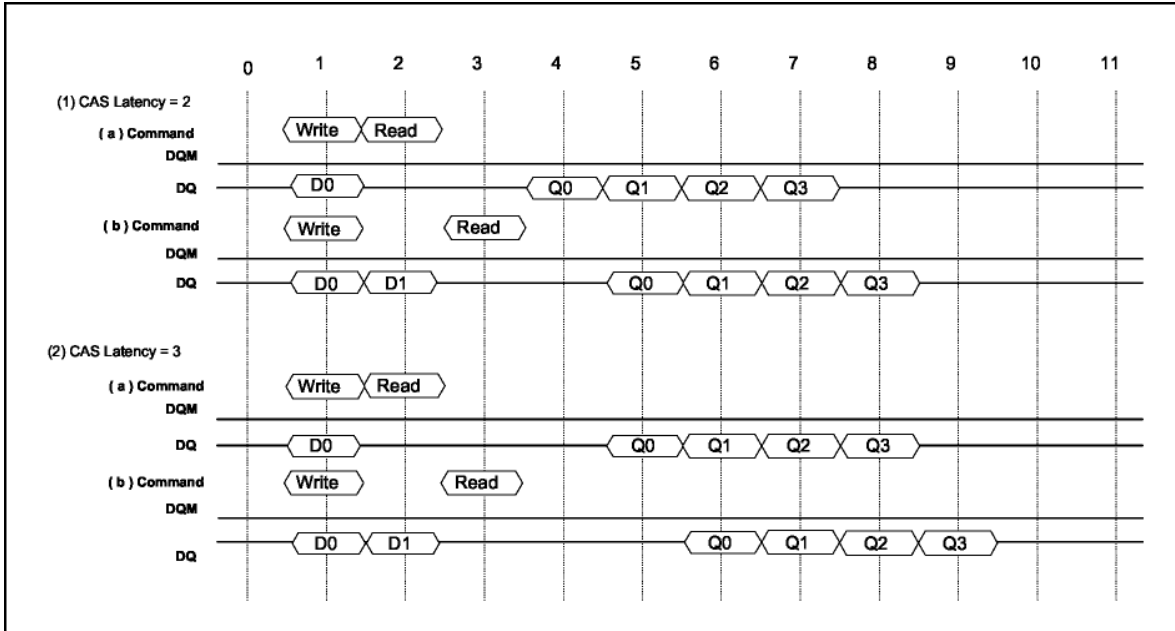 0 1 2 3 4 5 6 7 8 9 10 11
(1) CAS Latency = 2
( a ) Command Write Read
DQM
DQ D0 Q0 Q1 Q2 Q3
( b ) Command Write Read
DQM
DQ D0 D1 Q0 Q1 Q2 Q3
(2) CAS Latency = 3
( a ) Command Write Read
DQM
DQ D0 Q0 Q1 Q2 Q3
( b ) Command Write Read
DQM
DQ D0 D1 Q0 Q1 Q2 Q3